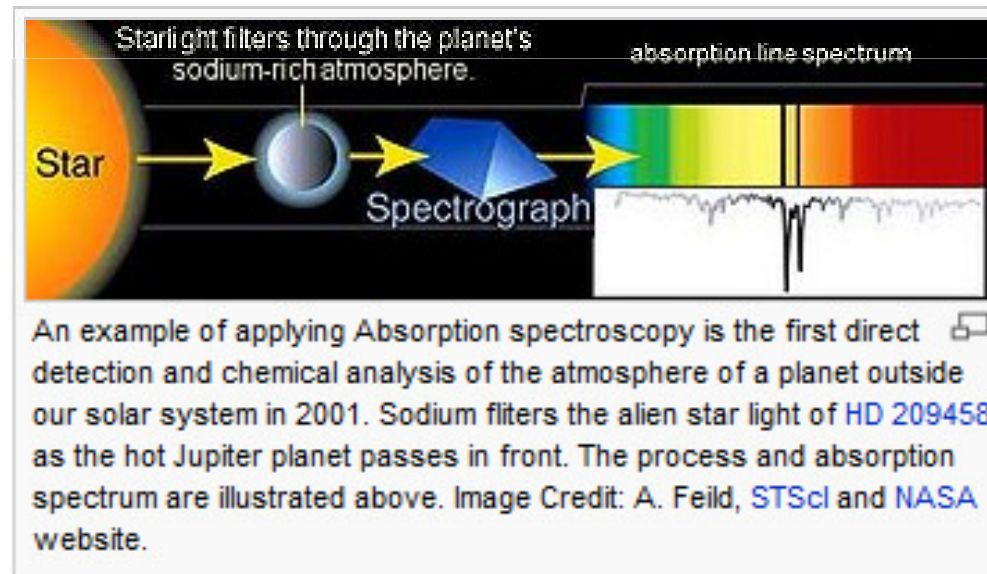 Starlight filters through the planet's
sodium-rich atmosphere.
absorption line spectrum
Star
Spectrograph
An example of applying Absorption spectroscopy is the first direct
detection and chemical analysis of the atmosphere of a planet outside
our solar system in 2001. Sodium fliters the alien star light of HD 209458
as the hot Jupiter planet passes in front. The process and absorption
spectrum are illustrated above. Image Credit: A. Feild, STScI and NASA
website.